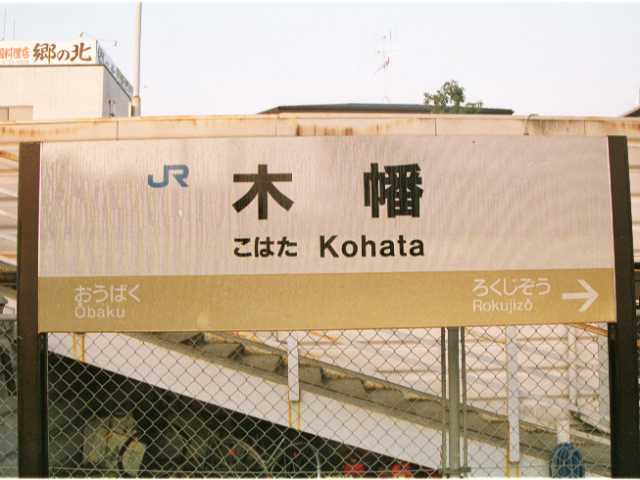 郷の北
JR
木幡
こはた Kohata
おうばく
Ōbaku
ろくじぞう
Rokujizō